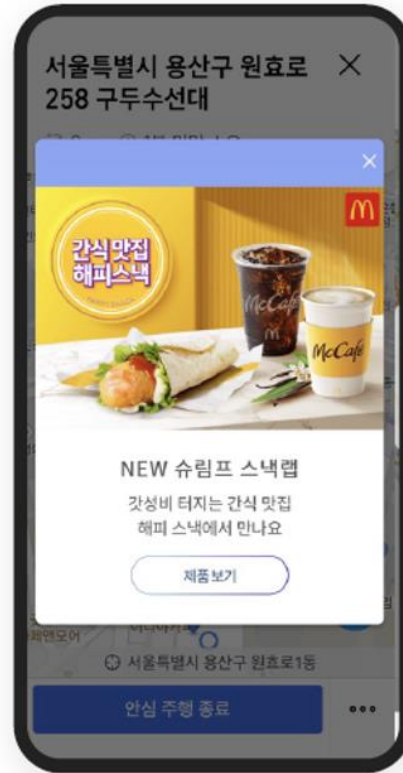 서울특별시 용산구 원효로
258 구두수선대
간식 맛집
해피스낵
McCafé
McCafé
NEW 슈림프 스낵랩
갓성비 터지는 간식 맛집
해피 스낵에서 만나요
제품보기
서울특별시 용산구 원효로1동
안심 주행 종료